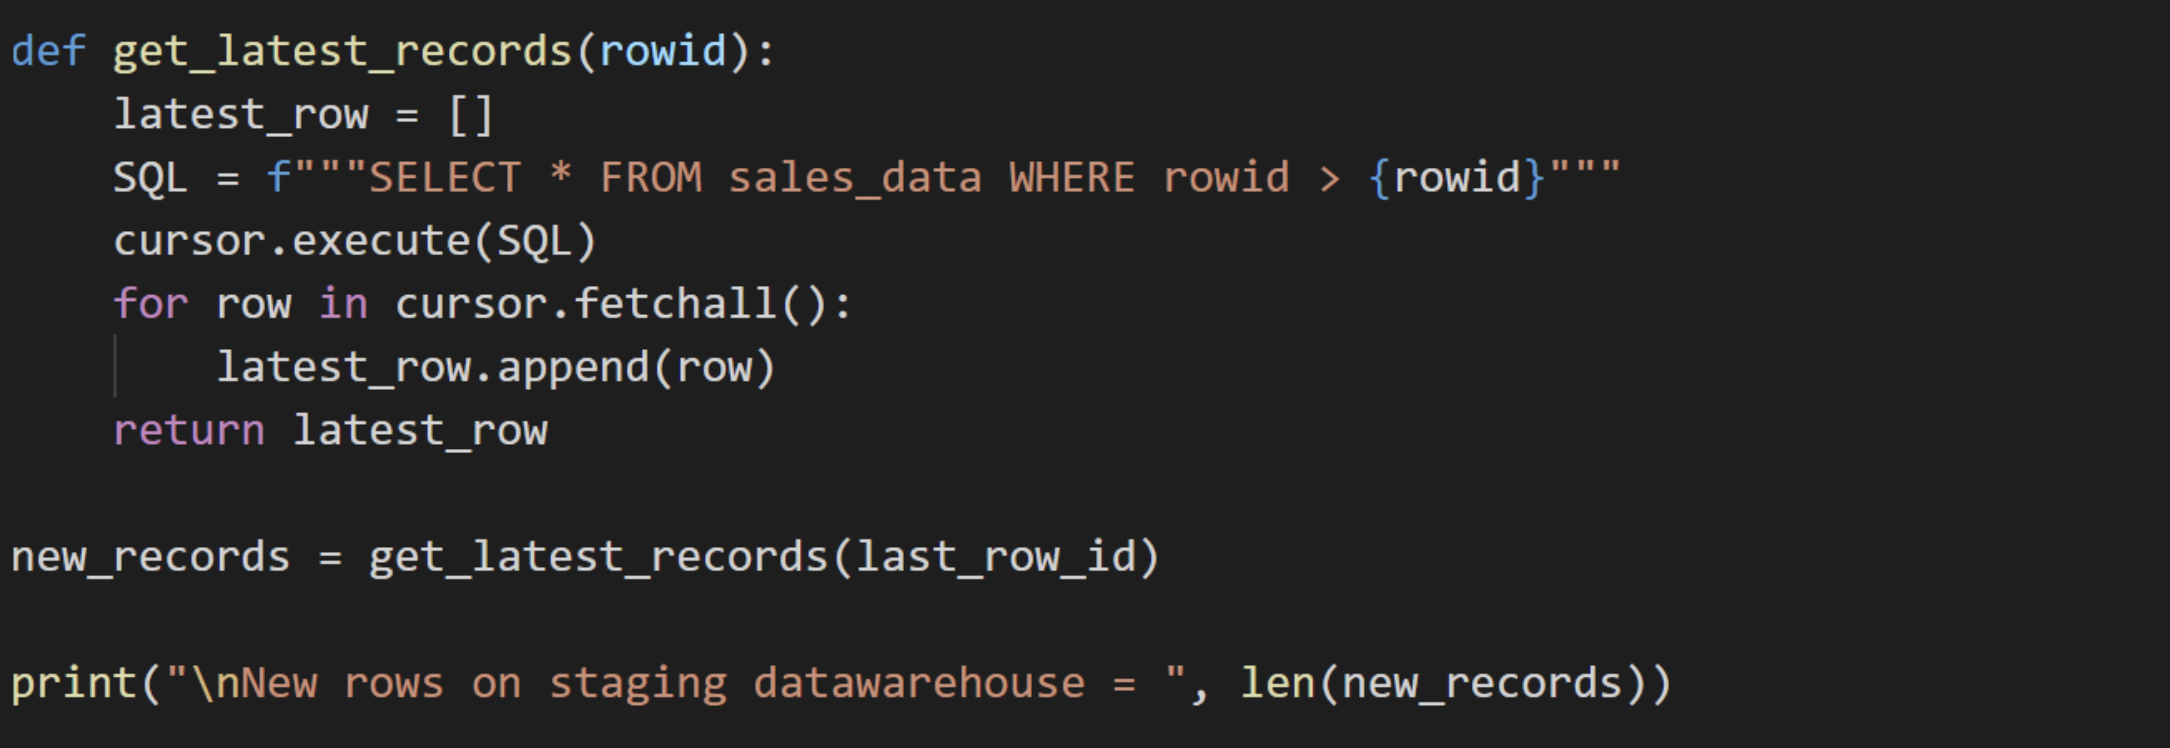 def get_latest_records(rowid):
    latest_row = []
    SQL = f"""SELECT * FROM sales_data WHERE rowid > {rowid}"""
    cursor.execute(SQL)
    for row in cursor.fetchall():
        latest_row.append(row)
    return latest_row
new_records = get_latest_records(last_row_id)
print("\nNew rows on staging datawarehouse = ", len(new_records))